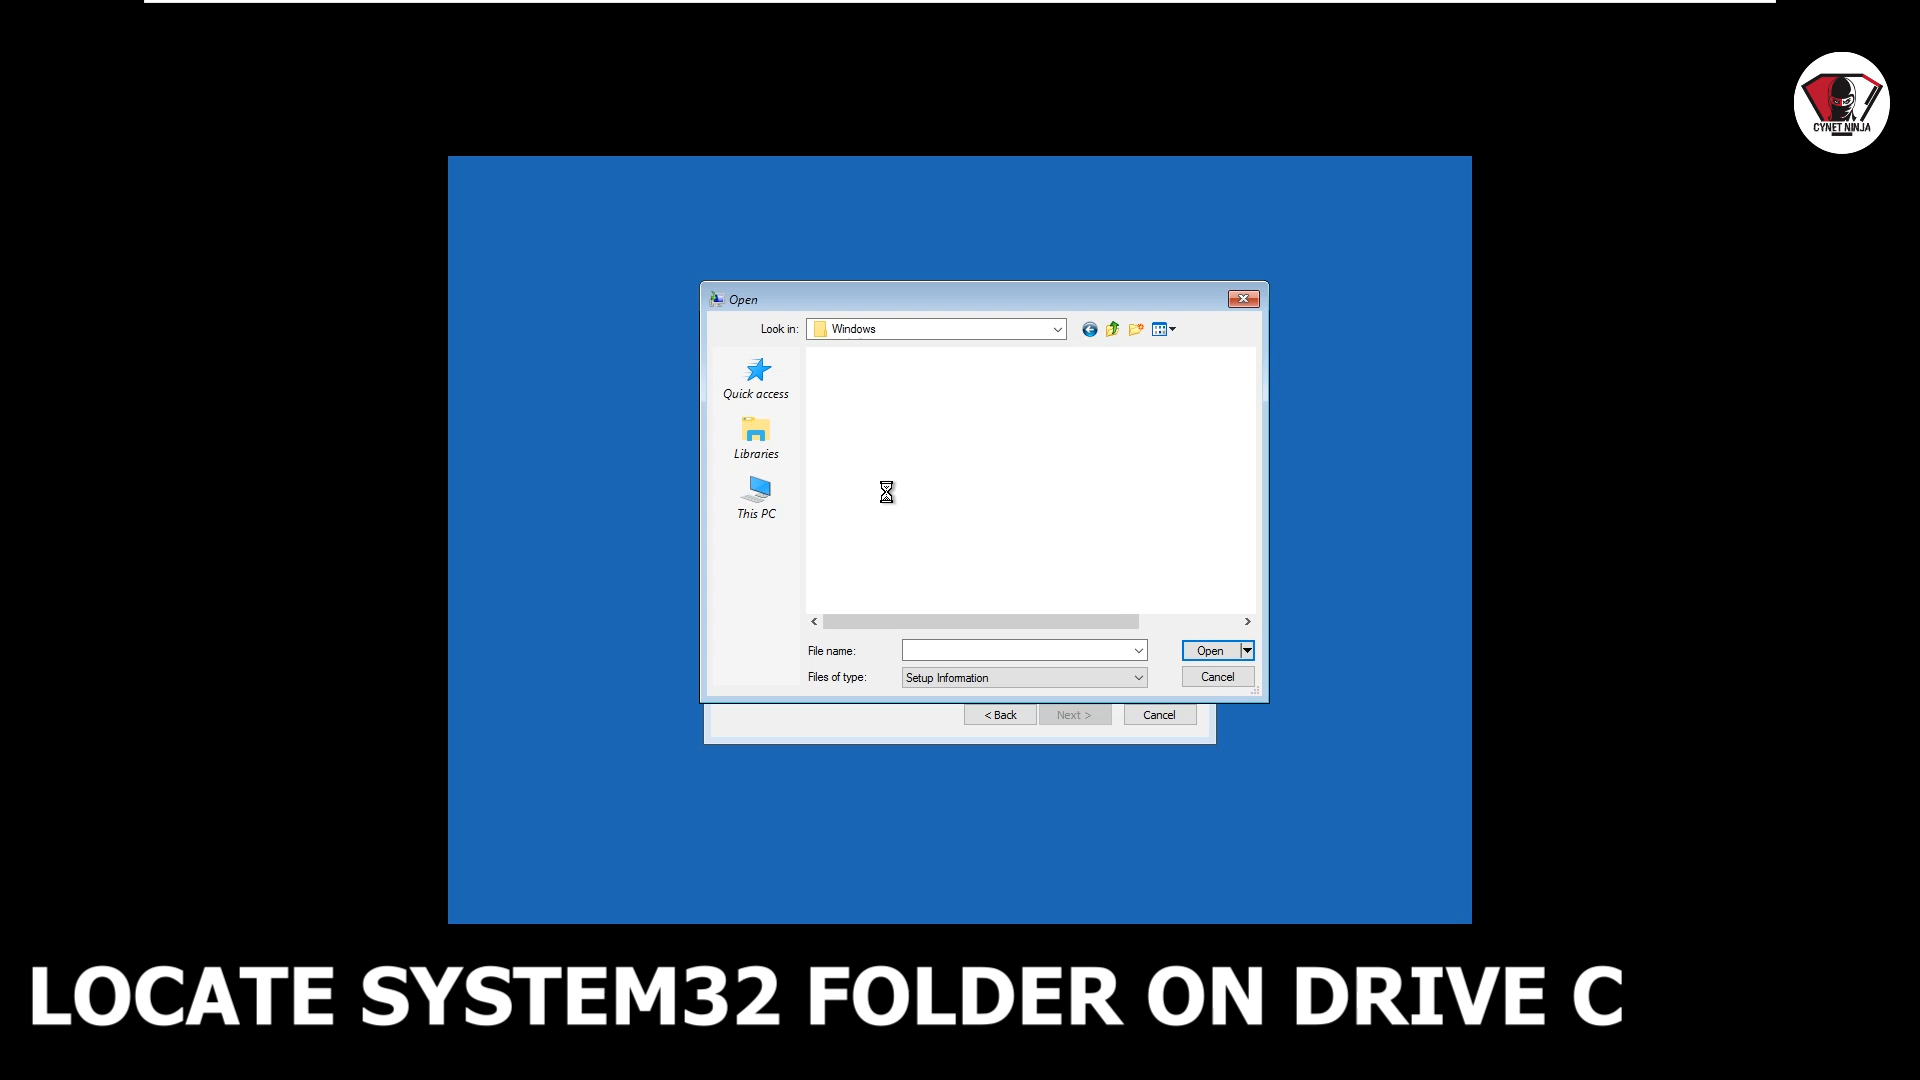 CYNET NINJA
Open
Look in: Windows
Quick access
Libraries
This PC
File name: Open
Files of type: Setup Information Cancel
< Back Next > Cancel
LOCATE SYSTEM32 FOLDER ON DRIVE C